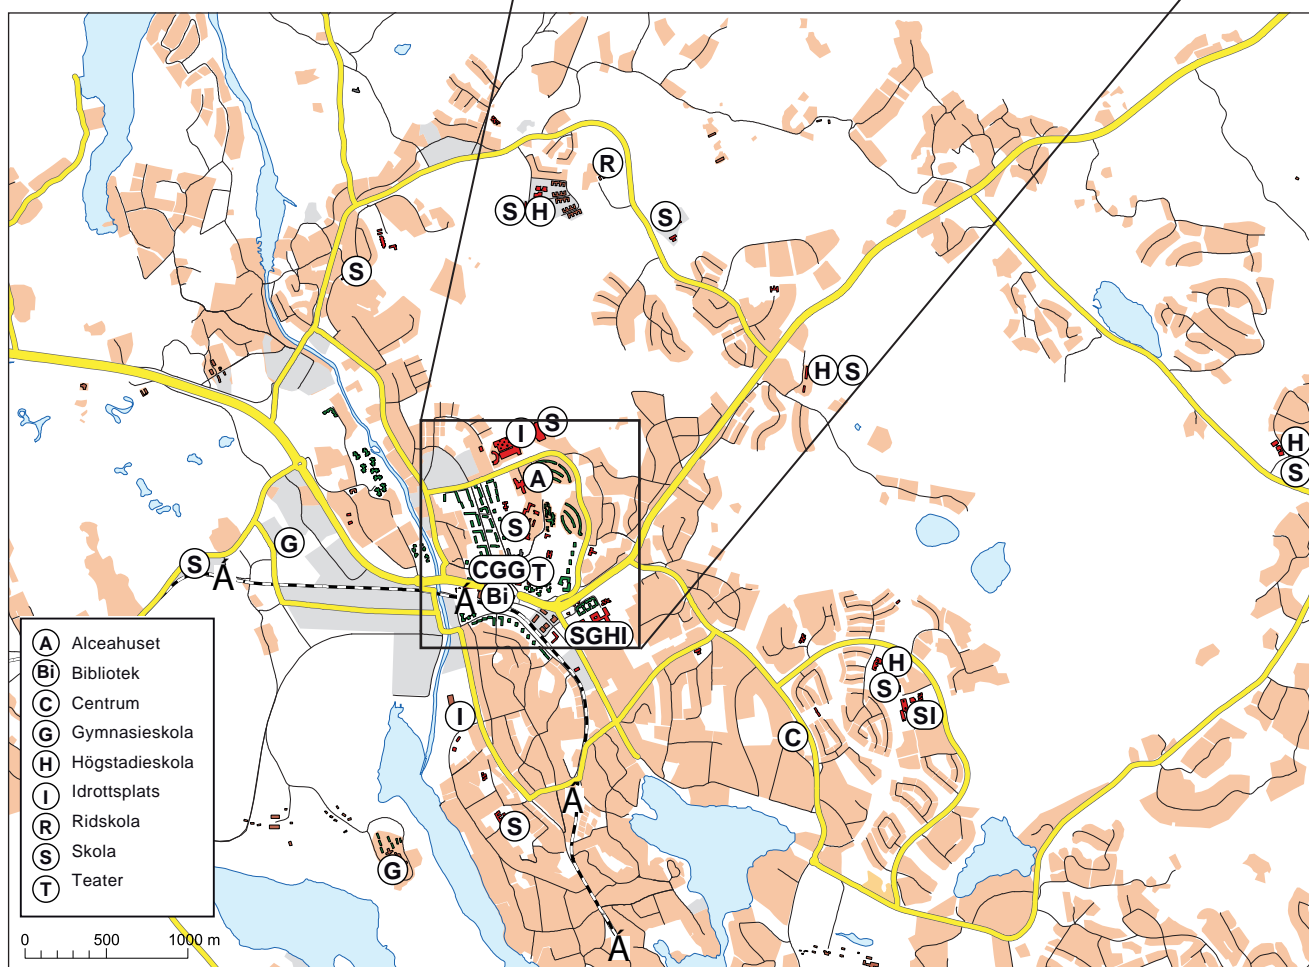 R
S H
S
S
H S
S
I
A
H
S
S
G
S
CGG T
Á
Á
Bi
SGHI
H
S
SI
I
C
Á
S
G
Á
A Alceahuset
Bi Bibliotek
C Centrum
G Gymnasieskola
H Högstadieskola
I Idrottsplats
R Ridskola
S Skola
T Teater
0 500 1000 m